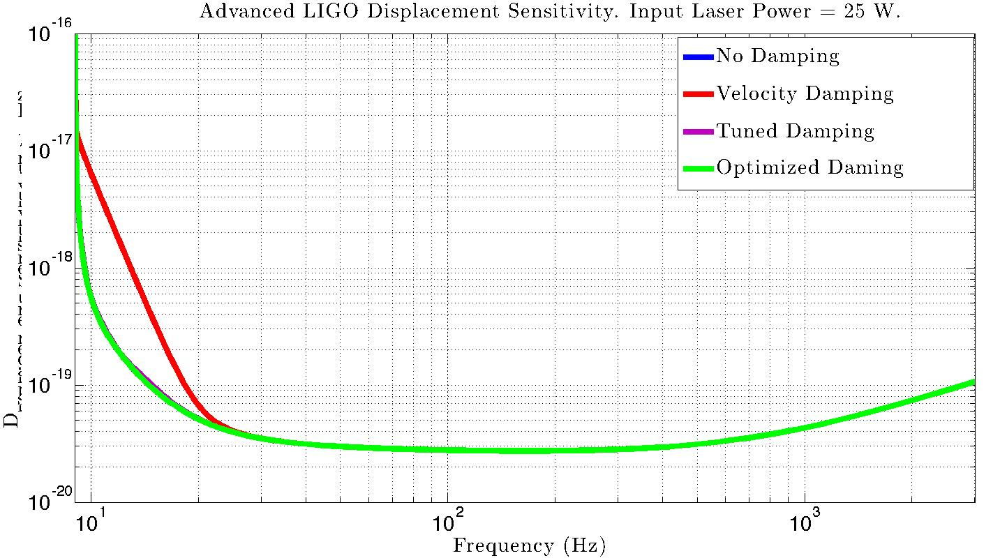 Advanced LIGO Displacement Sensitivity. Input Laser Power = 25 W.
No Damping
Velocity Damping
Tuned Damping
Optimized Daming
10^-16
10^-17
10^-18
10^-19
10^-20
10^1 10^2 10^3
Frequency (Hz)